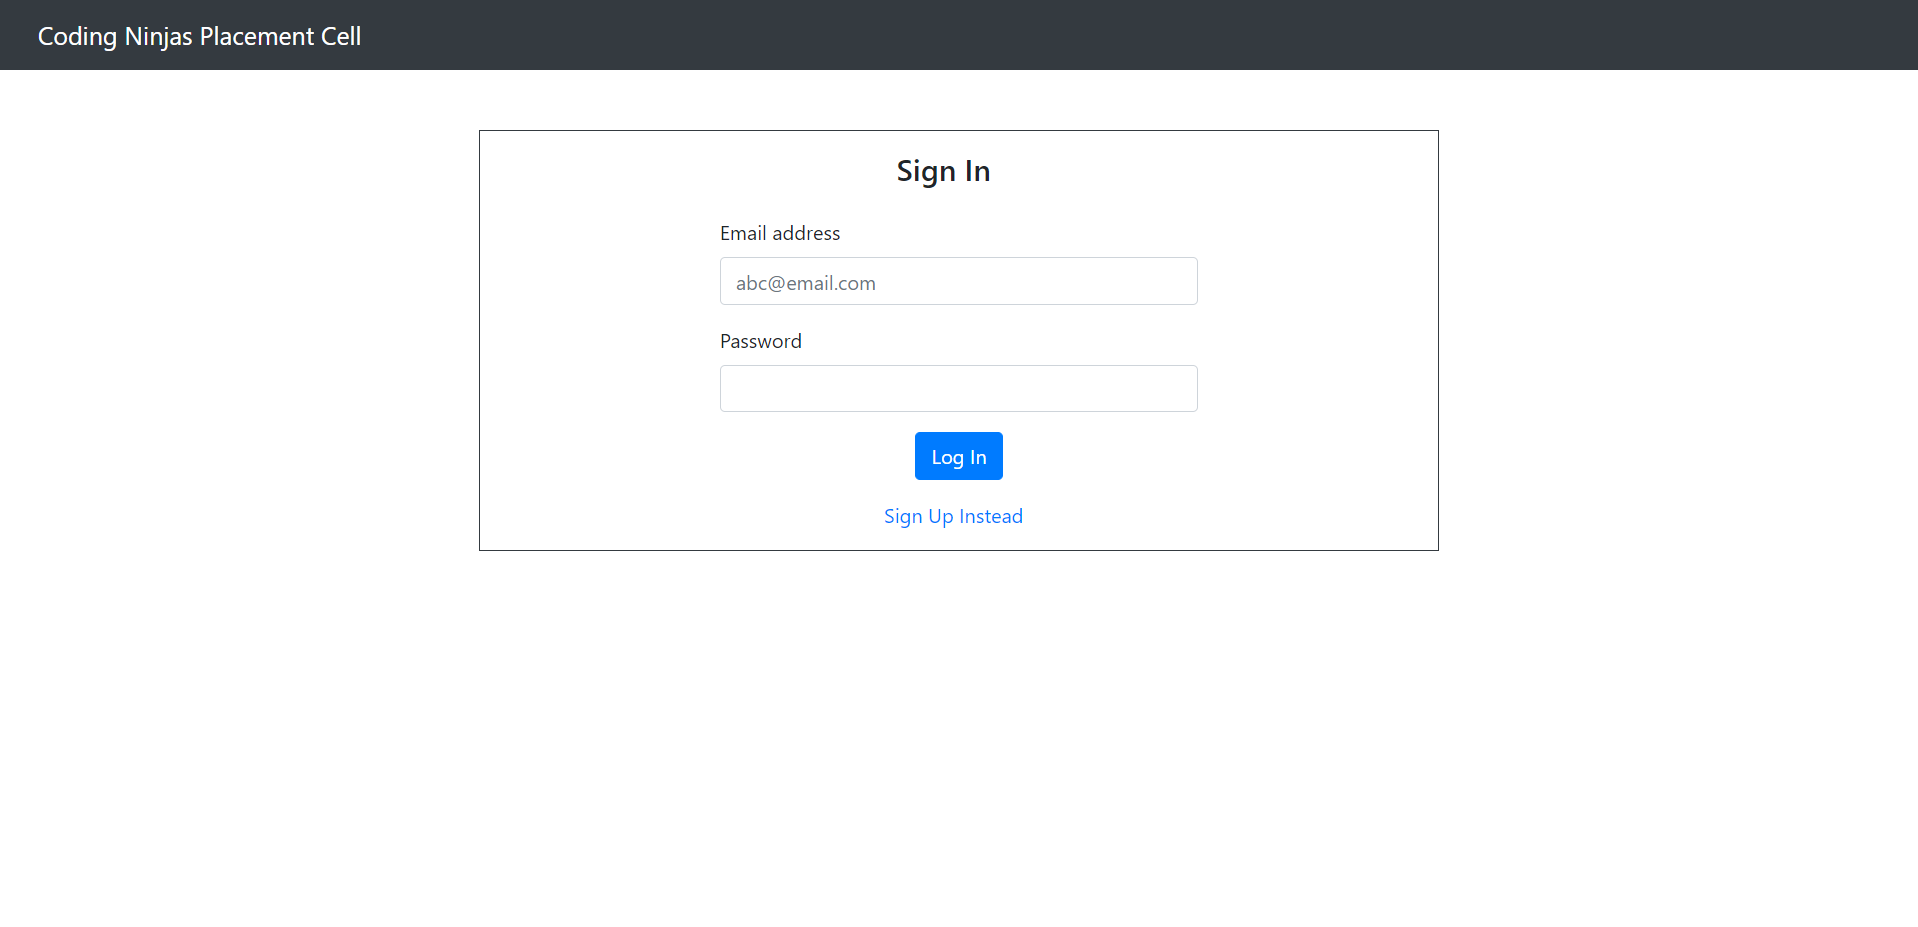 Coding Ninjas Placement Cell
Sign In
Email address
abc@email.com
Password
Log In
Sign Up Instead